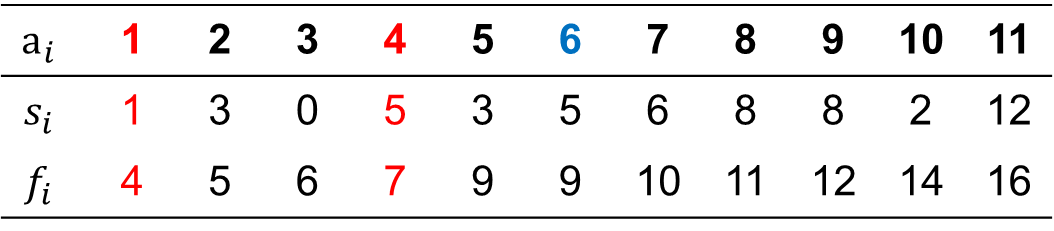 aᵢ 1 2 3 4 5 6 7 8 9 10 11
sᵢ 1 3 0 5 3 5 6 8 8 2 12
fᵢ 4 5 6 7 9 9 10 11 12 14 16